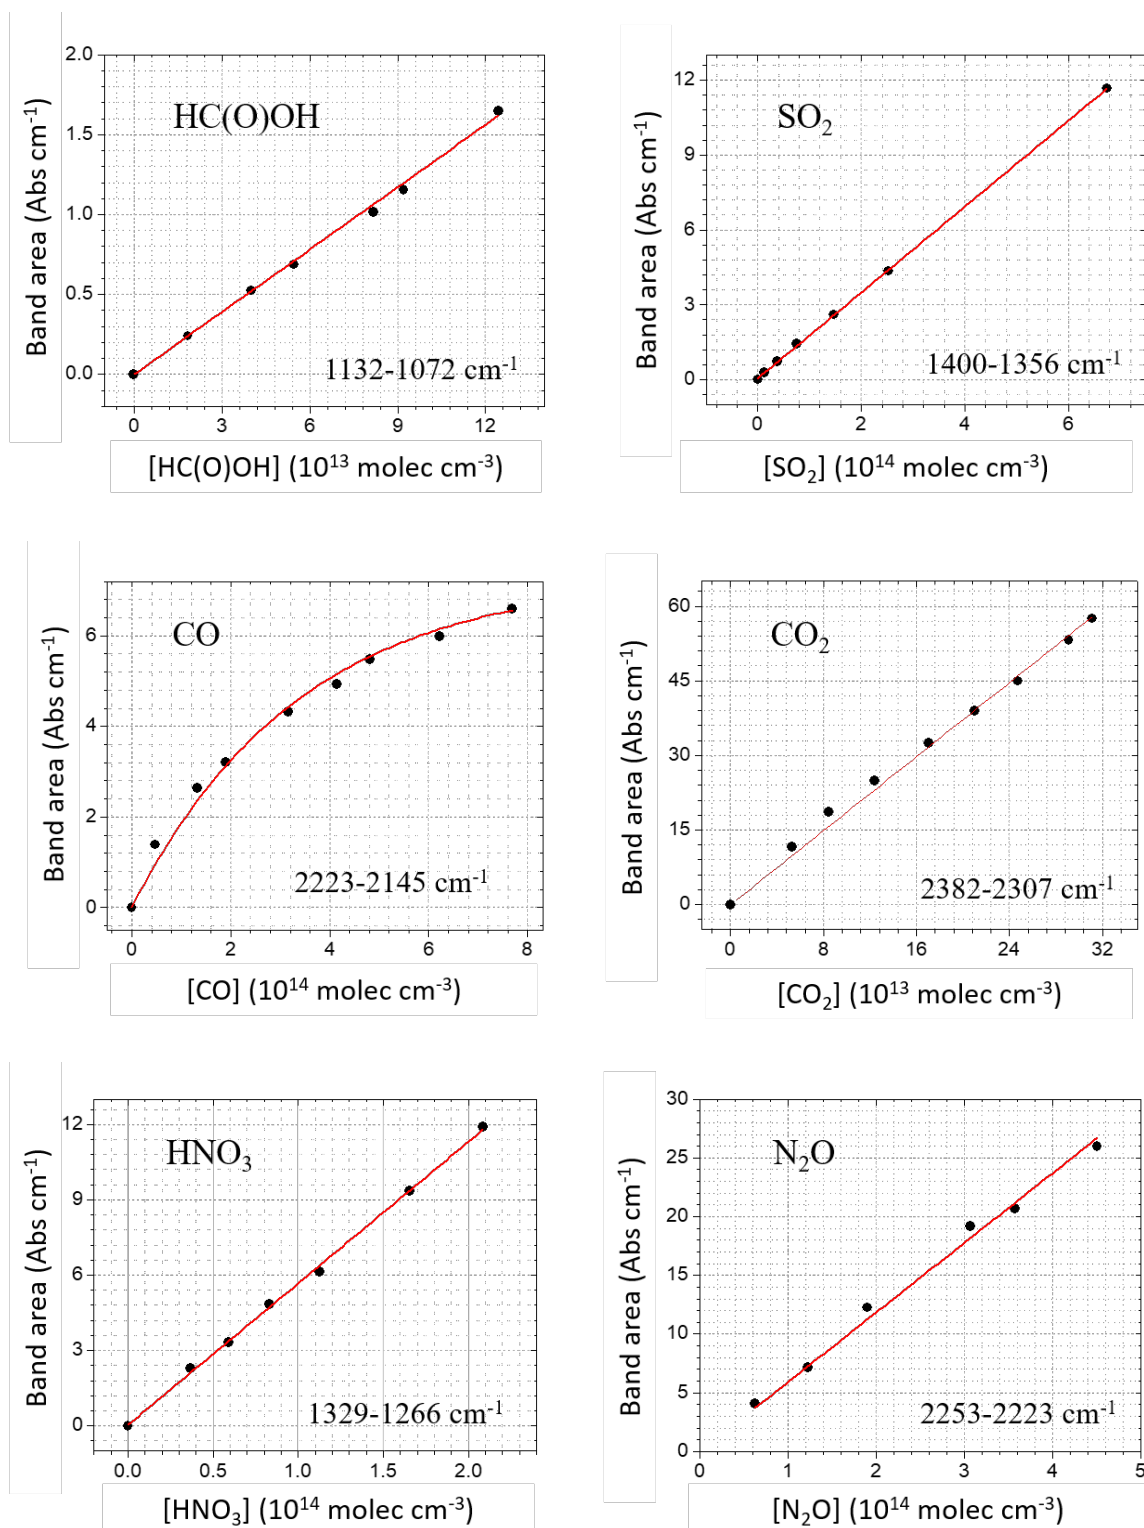 2.0
1.5
1.0
0.5
0.0
Band area (Abs cm⁻¹)
HC(O)OH
1132-1072 cm⁻¹
0 3 6 9 12
[HC(O)OH] (10¹³ molec cm⁻³)
12
9
6
3
0
Band area (Abs cm⁻¹)
SO₂
1400-1356 cm⁻¹
0 2 4 6
[SO₂] (10¹⁴ molec cm⁻³)
6
4
2
0
Band area (Abs cm⁻¹)
CO
2223-2145 cm⁻¹
0 2 4 6 8
[CO] (10¹⁴ molec cm⁻³)
60
45
30
15
0
Band area (Abs cm⁻¹)
CO₂
2382-2307 cm⁻¹
0 8 16 24 32
[CO₂] (10¹³ molec cm⁻³)
12
9
6
3
0
Band area (Abs cm⁻¹)
HNO₃
1329-1266 cm⁻¹
0.0 0.5 1.0 1.5 2.0
[HNO₃] (10¹⁴ molec cm⁻³)
30
25
20
15
10
5
0
Band area (Abs cm⁻¹)
N₂O
2253-2223 cm⁻¹
0 1 2 3 4 5
[N₂O] (10¹⁴ molec cm⁻³)